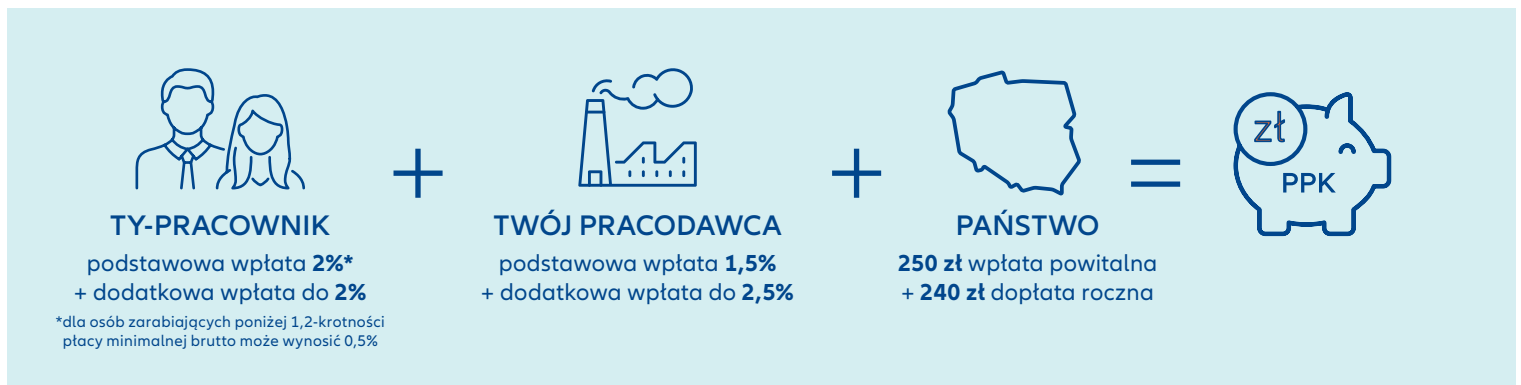 TY-PRACOWNIK
podstawowa wpłata 2%*
+ dodatkowa wpłata do 2%
*dla osób zarabiających poniżej 1,2-krotności
płacy minimalnej brutto może wynosić 0,5%
+
TWÓJ PRACODAWCA
podstawowa wpłata 1,5%
+ dodatkowa wpłata do 2,5%
+
PAŃSTWO
250 zł wpłata powitalna
+ 240 zł dopłata roczna
=
zł
PPK